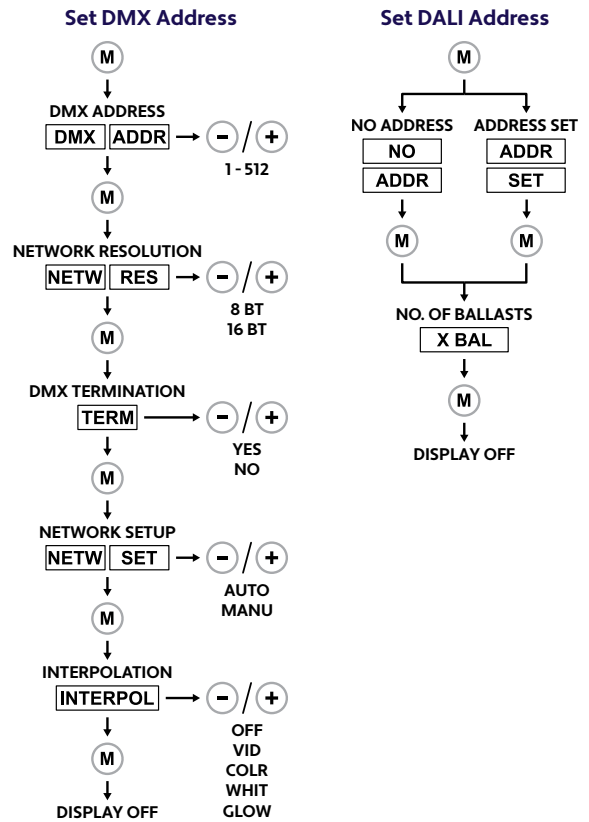 Set DMX Address
M
DMX ADDRESS
DMX ADDR - / +
1 - 512
M
NETWORK RESOLUTION
NETW RES - / +
8 BT
16 BT
M
DMX TERMINATION
TERM - / +
YES
NO
M
NETWORK SETUP
NETW SET - / +
AUTO
MANU
M
INTERPOLATION
INTERPOL - / +
OFF
VID
COLR
WHIT
GLOW
M
DISPLAY OFF
Set DALI Address
M
NO ADDRESS ADDRESS SET
NO ADDR
ADDR SET
M M
NO. OF BALLASTS
X BAL
M
DISPLAY OFF